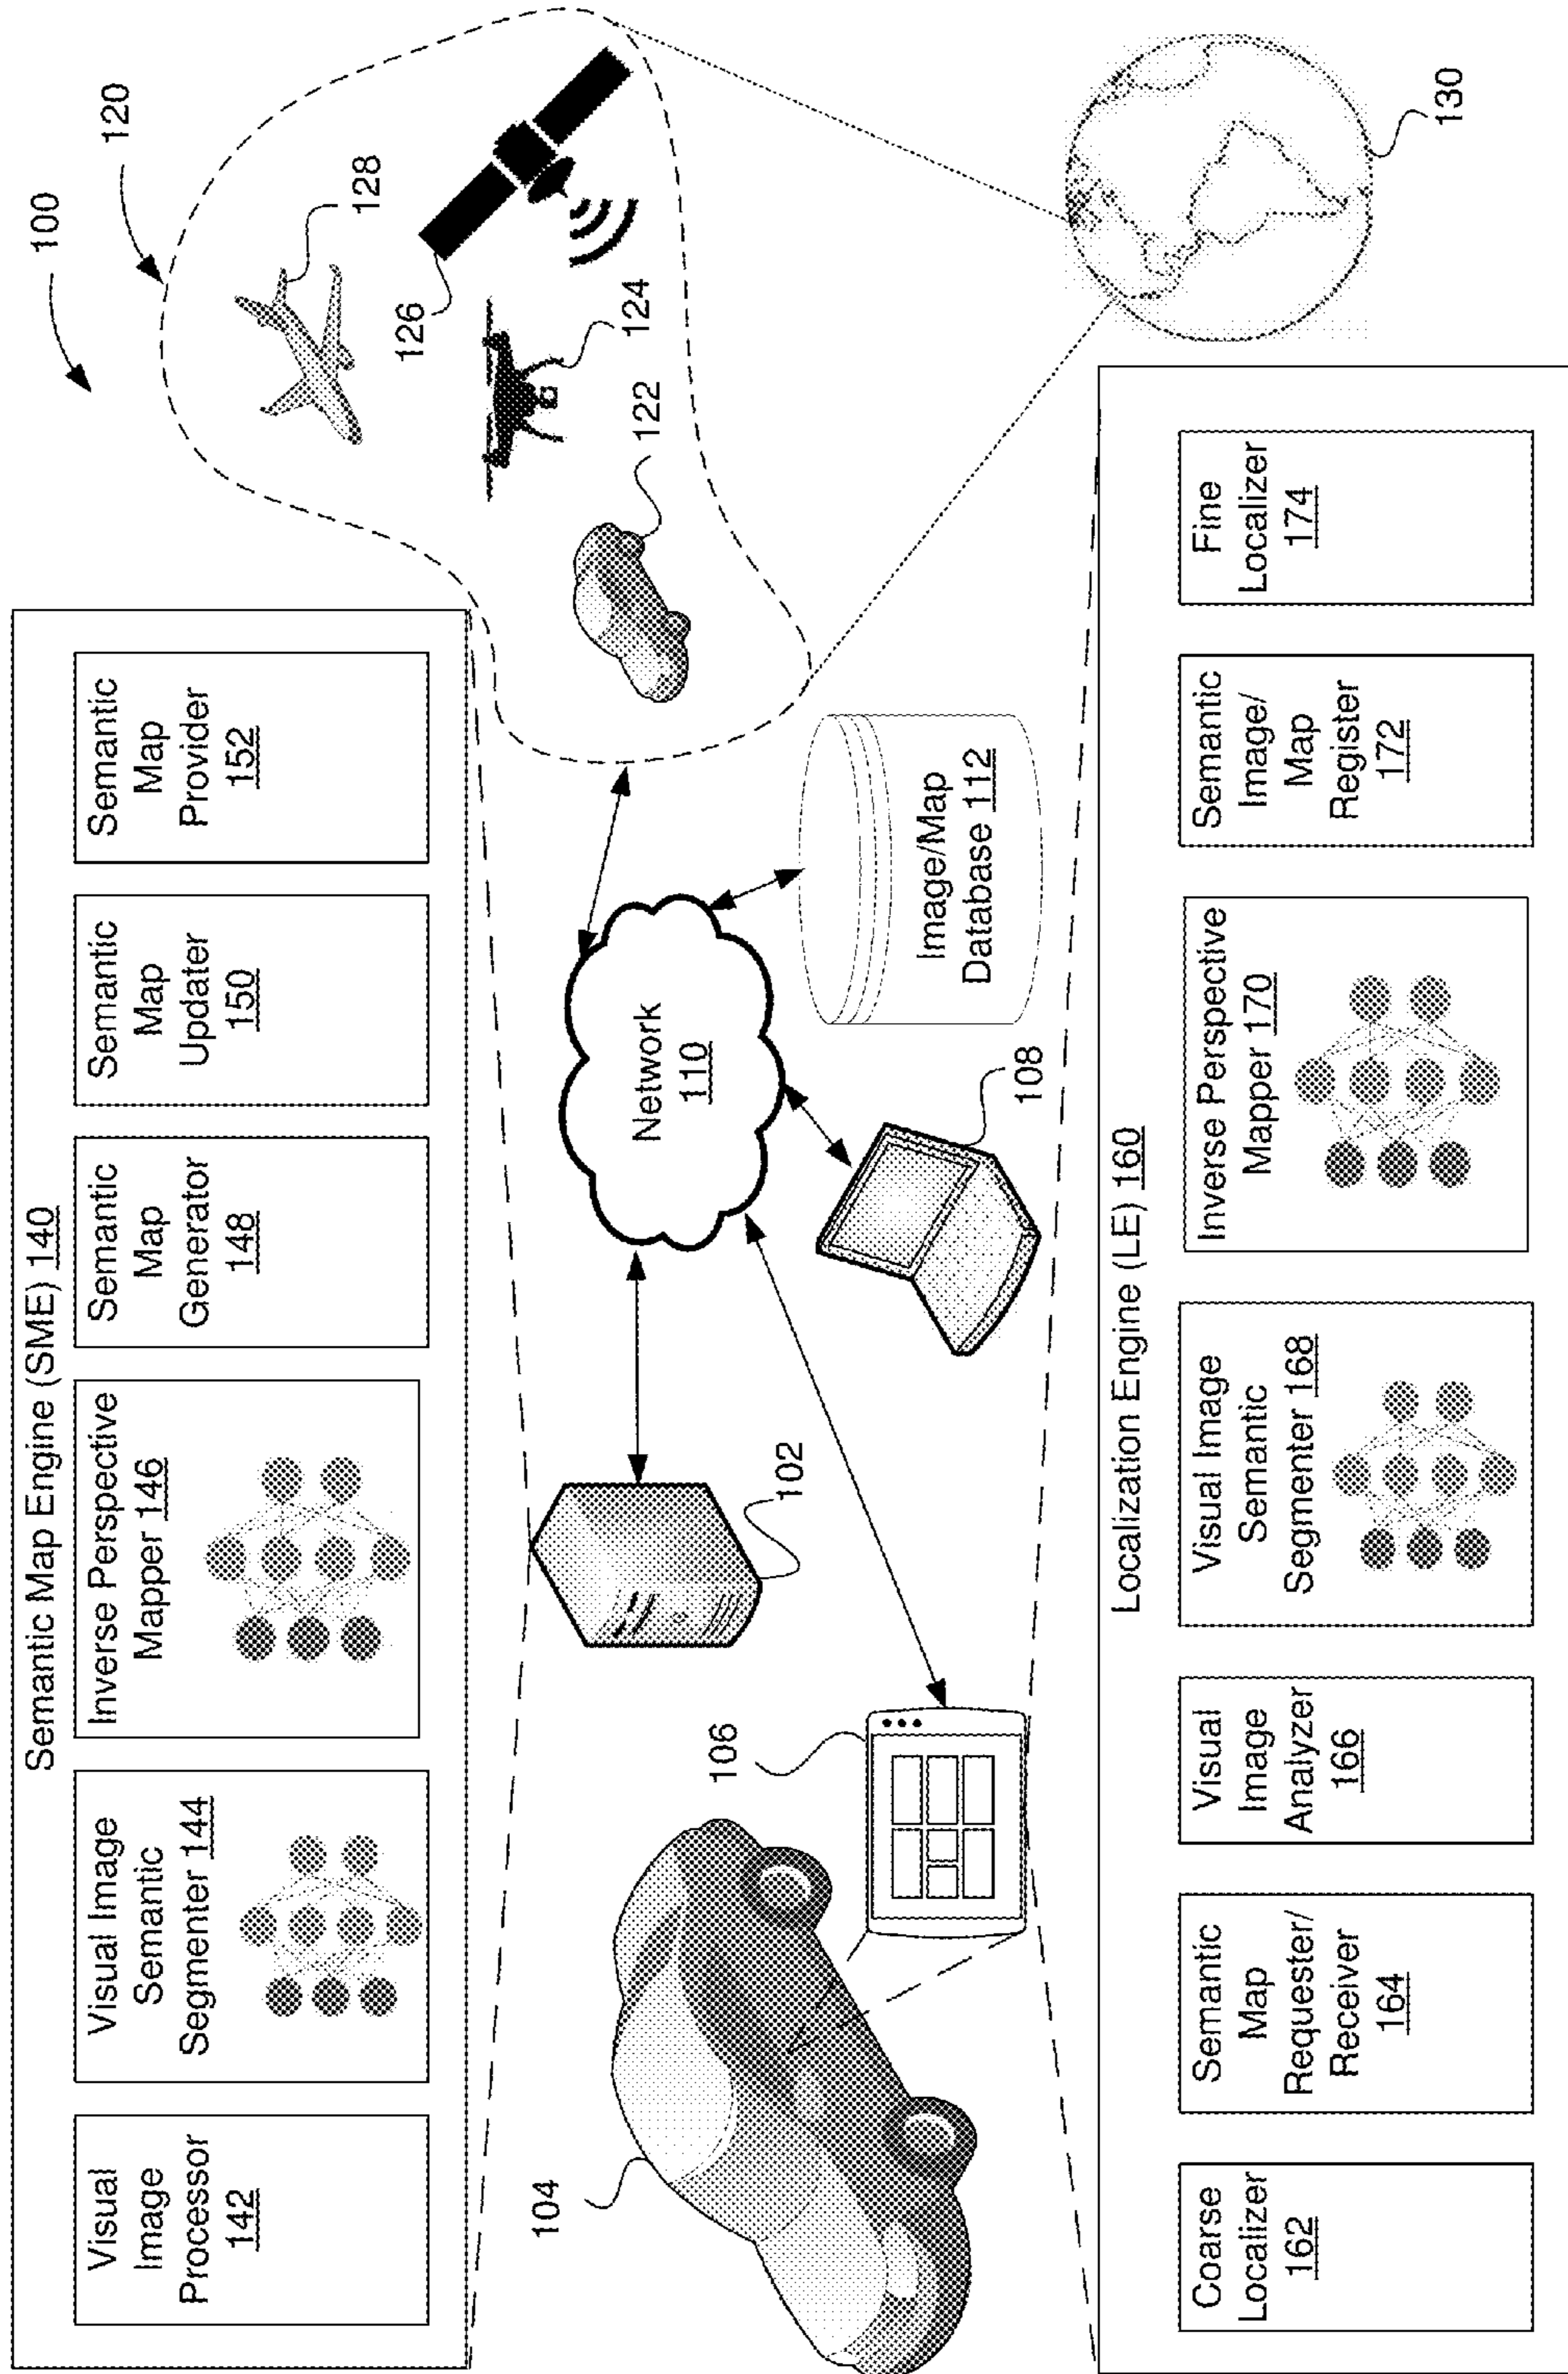 Semantic Map Engine (SME) 140
Visual
Image
Processor
142
Visual Image
Semantic
Segmenter 144
Inverse Perspective
Mapper 146
Semantic
Map
Generator
148
Semantic
Map
Updater
150
Semantic
Map
Provider
152
100
120
128
126
124
122
130
104
106
102
108
Network
110
Image/Map
Database 112
Localization Engine (LE) 160
Coarse
Localizer
162
Semantic
Map
Requester/
Receiver
164
Visual
Image
Analyzer
166
Visual Image
Semantic
Segmenter 168
Inverse Perspective
Mapper 170
Semantic
Image/
Map
Register
172
Fine
Localizer
174